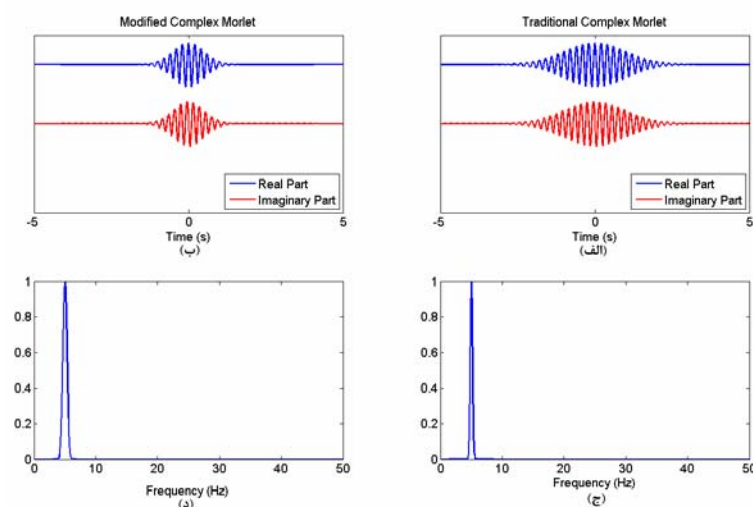 Modified Complex Morlet
Real Part
Imaginary Part
-5 0 5
Time (s)
(ب)
Traditional Complex Morlet
Real Part
Imaginary Part
-5 0 5
Time (s)
(الف)
1
0.8
0.6
0.4
0.2
0
0 10 20 30 40 50
Frequency (Hz)
(د)
1
0.8
0.6
0.4
0.2
0
0 10 20 30 40 50
Frequency (Hz)
(ج)